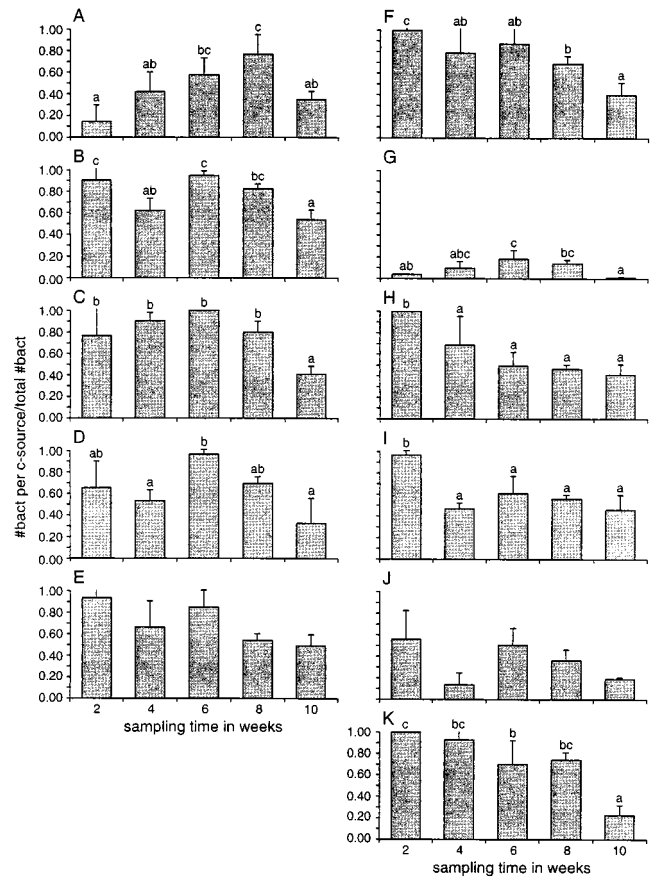 A
a ab bc c ab
1.00
0.80
0.60
0.40
0.20
0.00
B
c ab c bc a
1.00
0.80
0.60
0.40
0.20
0.00
C
b b b b a
1.00
0.80
0.60
0.40
0.20
0.00
D
ab a b ab a
1.00
0.80
0.60
0.40
0.20
0.00
E
1.00
0.80
0.60
0.40
0.20
0.00
2 4 6 8 10
sampling time in weeks
#bact per c-source/total #bact
F
c ab ab b a
G
ab abc c bc a
H
b a a a a
I
b a a a a
J
K
c bc b bc a
1.00
0.80
0.60
0.40
0.20
0.00
2 4 6 8 10
sampling time in weeks